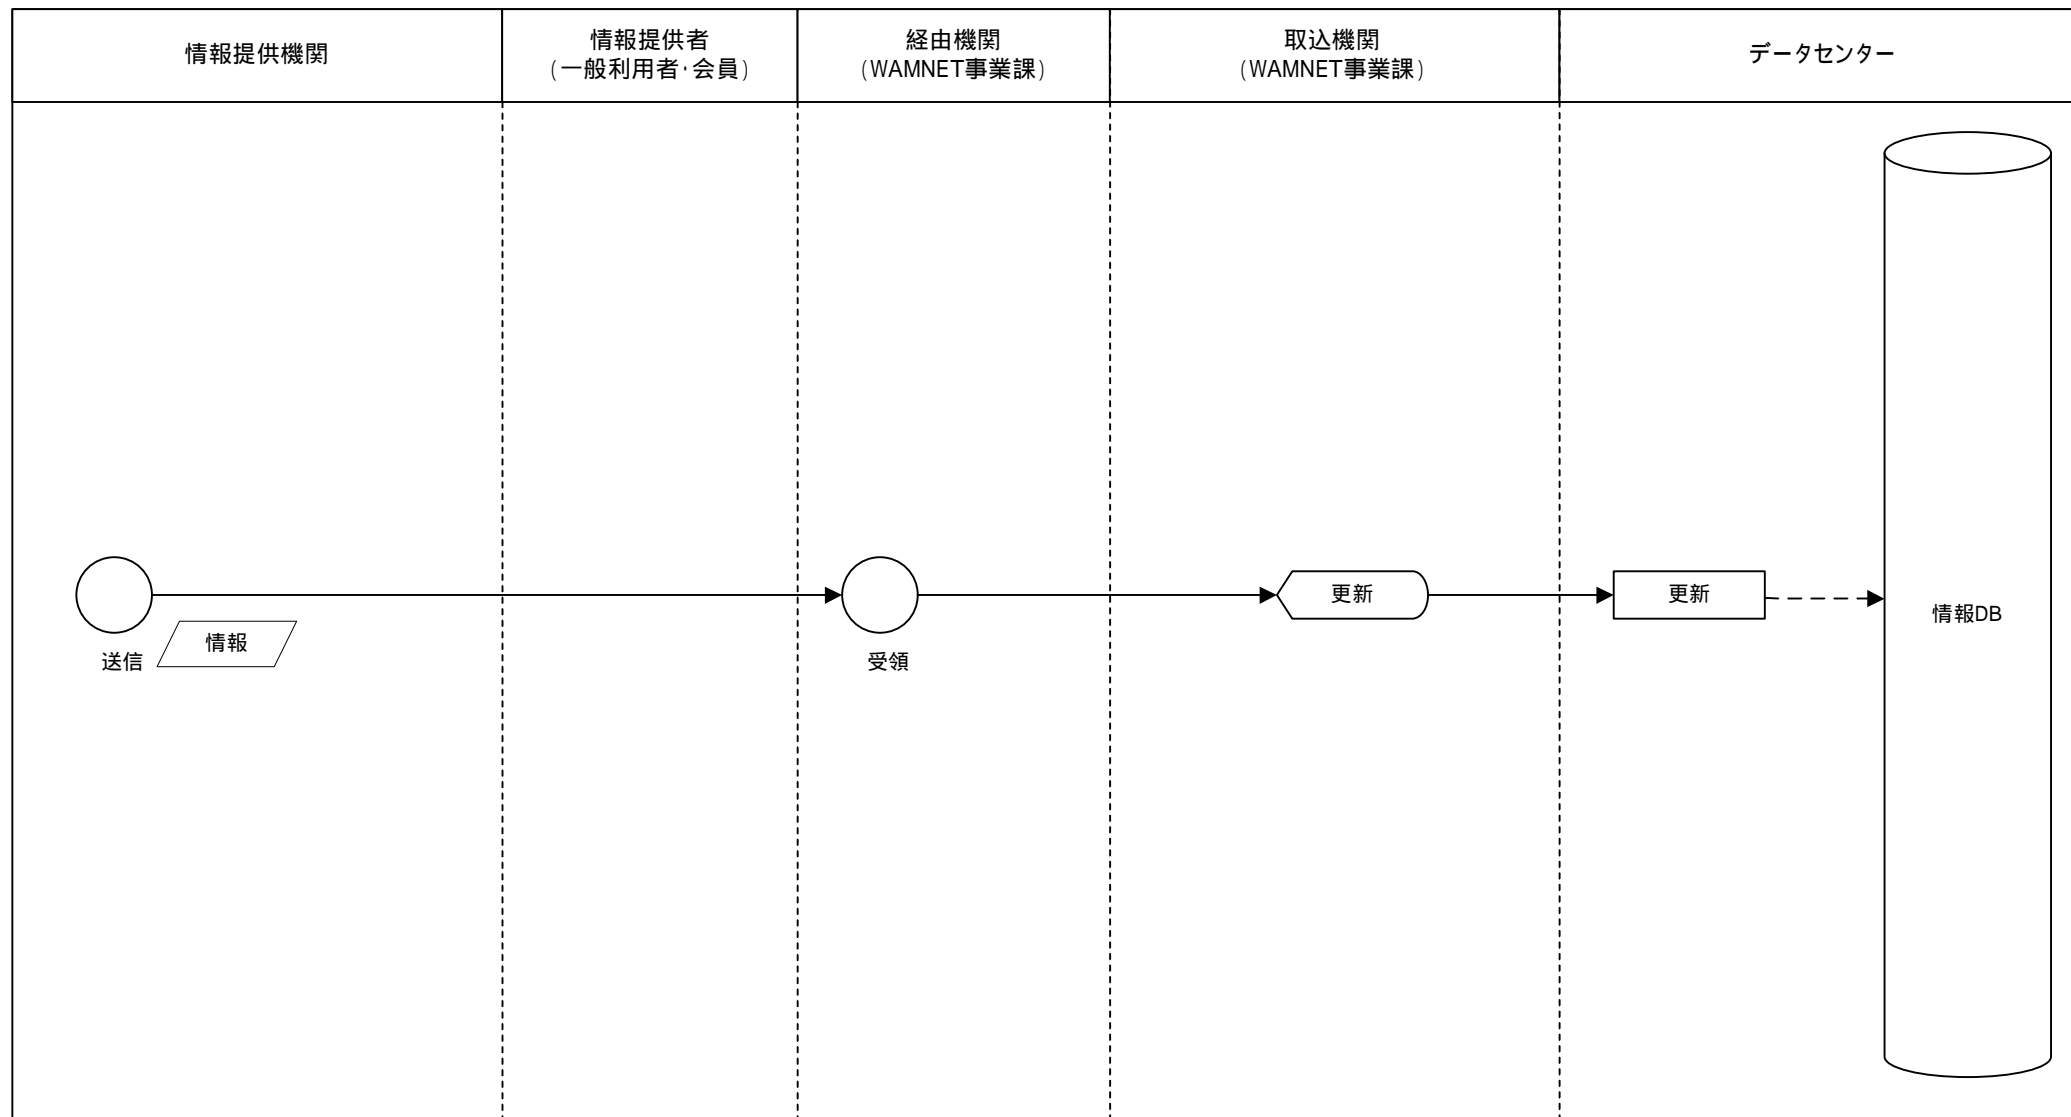 情報提供機関
情報提供者
(一般利用者・会員)
経由機関
(WAMNET事業課)
取込機関
(WAMNET事業課)
データセンター
更新
更新
情報DB
情報
送信
受領